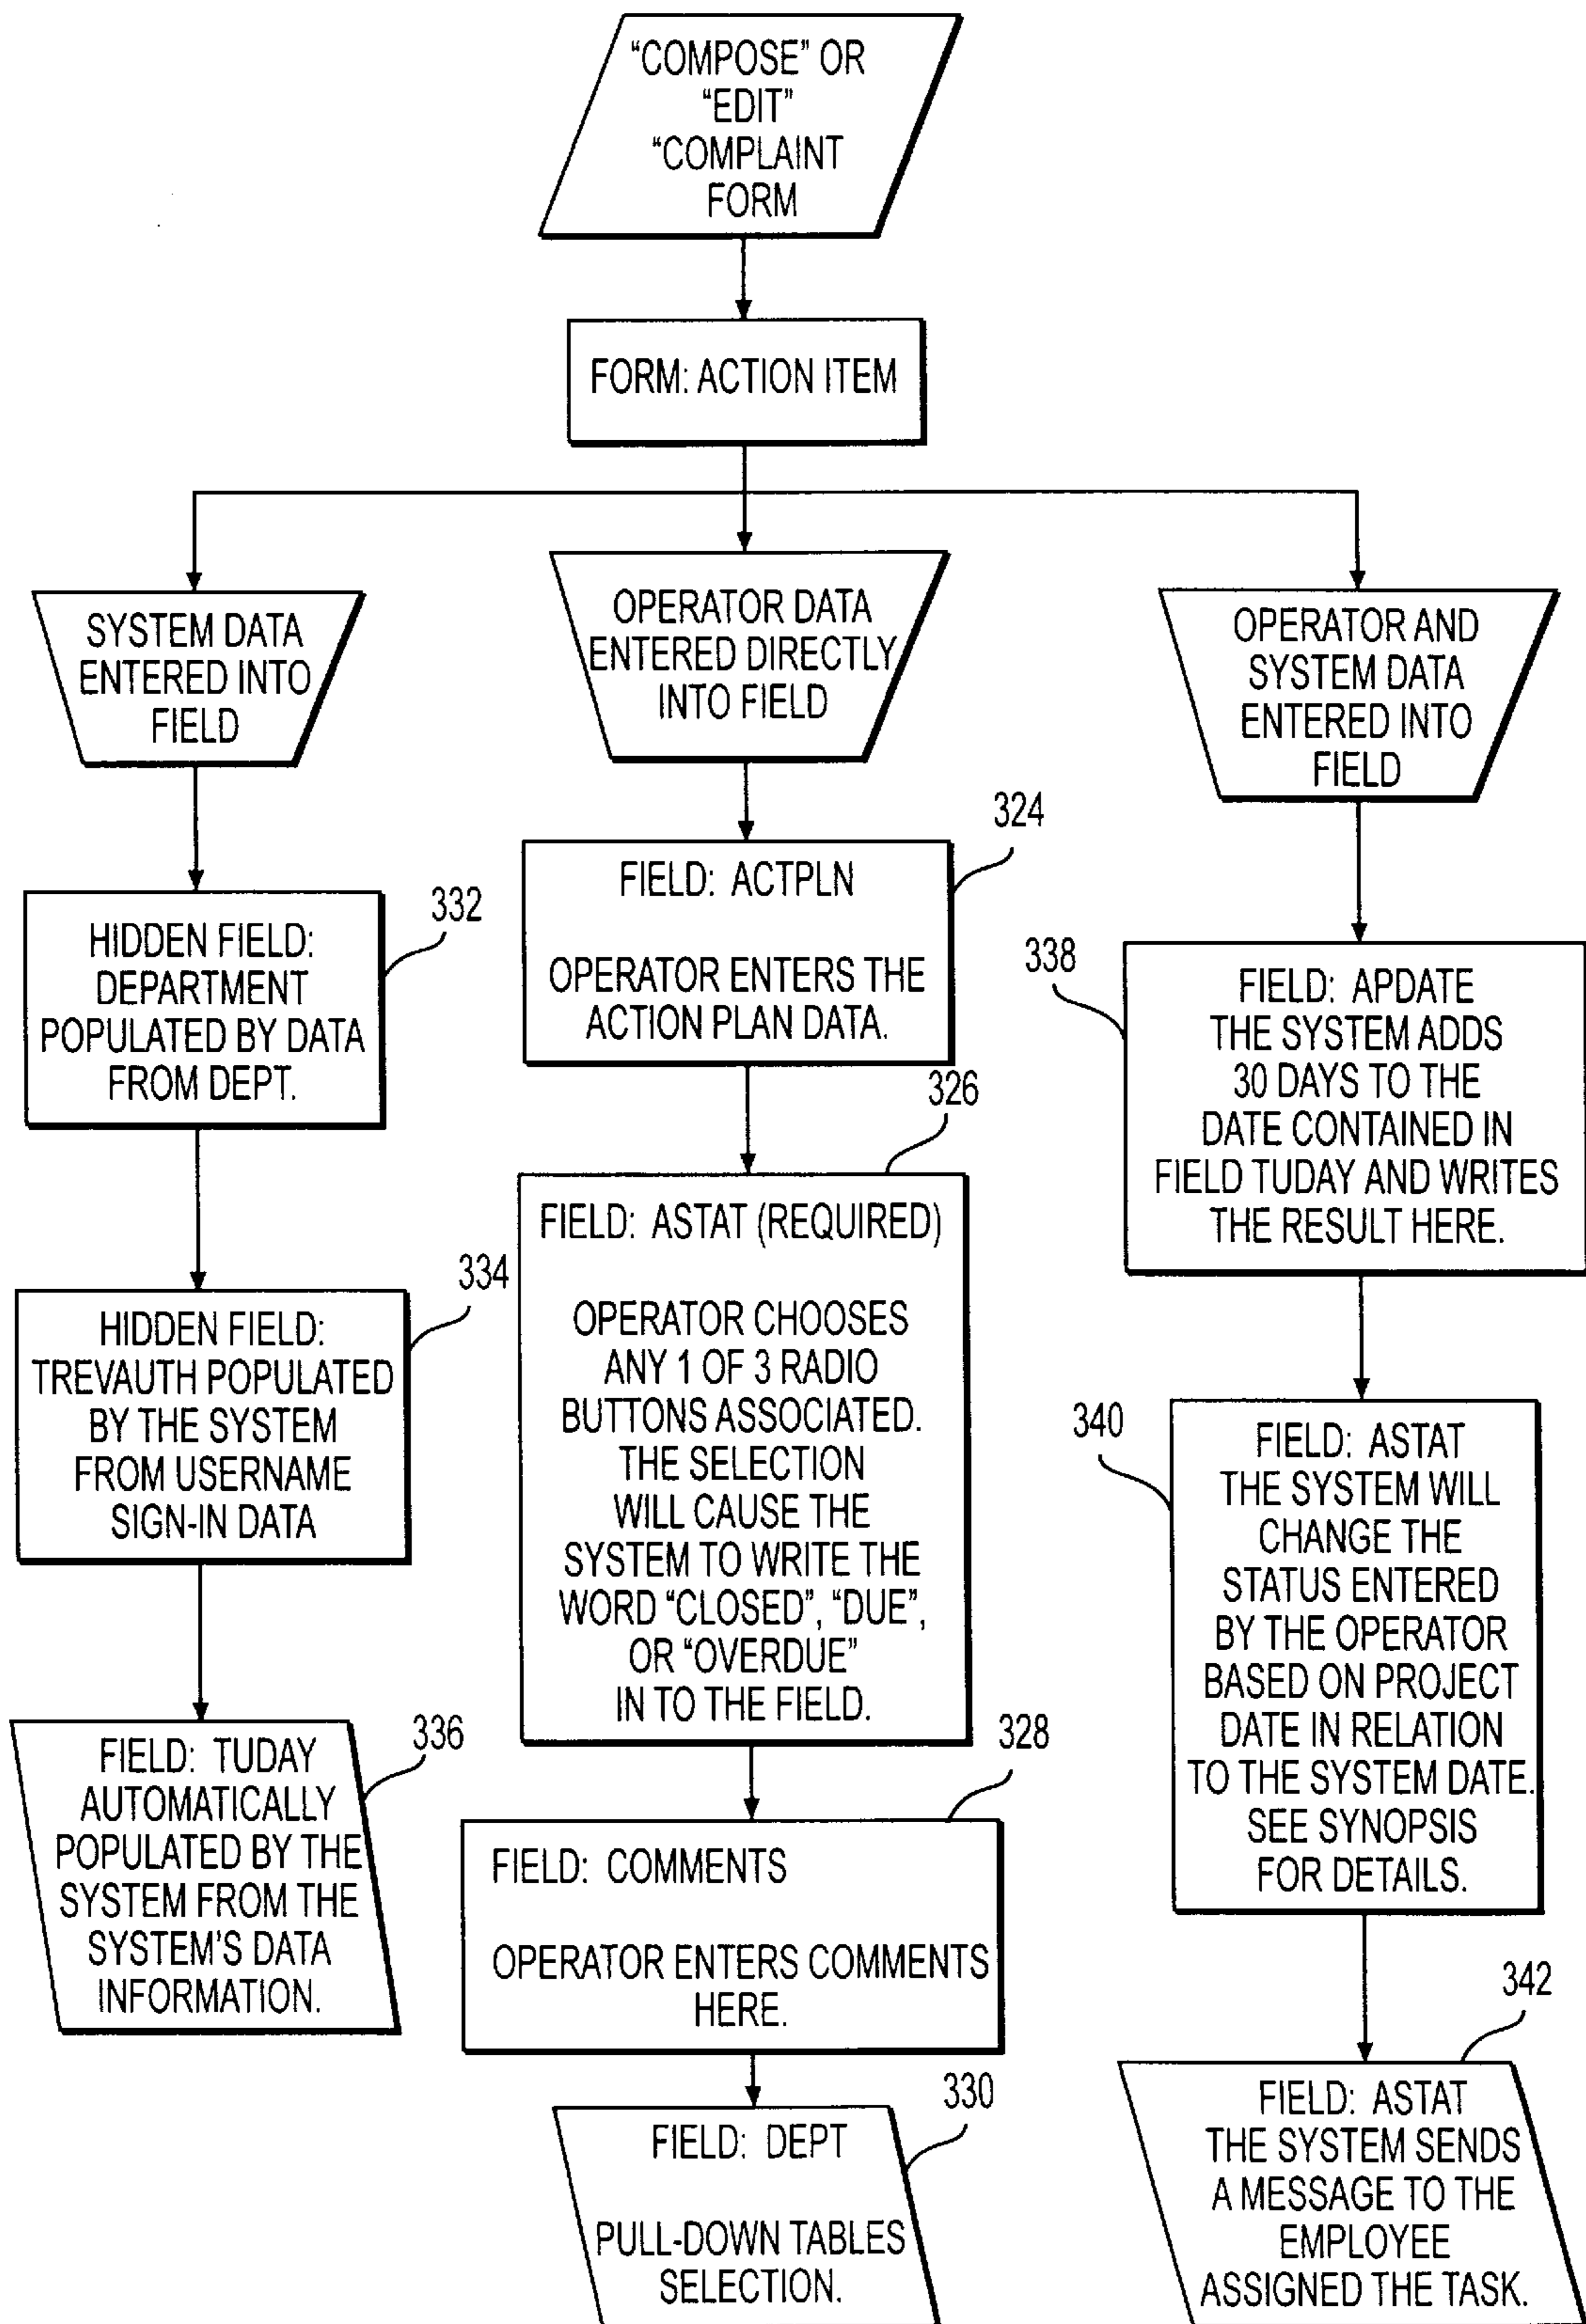 “COMPOSE” OR
“EDIT”
“COMPLAINT
FORM
FORM: ACTION ITEM
SYSTEM DATA
ENTERED INTO
FIELD
HIDDEN FIELD:
DEPARTMENT
POPULATED BY DATA
FROM DEPT.
332
HIDDEN FIELD:
TREVAUTH POPULATED
BY THE SYSTEM
FROM USERNAME
SIGN-IN DATA
334
FIELD: TUDAY
AUTOMATICALLY
POPULATED BY THE
SYSTEM FROM THE
SYSTEM'S DATA
INFORMATION.
336
OPERATOR DATA
ENTERED DIRECTLY
INTO FIELD
324
FIELD: ACTPLN
OPERATOR ENTERS THE
ACTION PLAN DATA.
326
FIELD: ASTAT (REQUIRED)
OPERATOR CHOOSES
ANY 1 OF 3 RADIO
BUTTONS ASSOCIATED.
THE SELECTION
WILL CAUSE THE
SYSTEM TO WRITE THE
WORD “CLOSED”, “DUE”,
OR “OVERDUE”
IN TO THE FIELD.
328
FIELD: COMMENTS
OPERATOR ENTERS COMMENTS
HERE.
330
FIELD: DEPT
PULL-DOWN TABLES
SELECTION.
OPERATOR AND
SYSTEM DATA
ENTERED INTO
FIELD
338
FIELD: APDATE
THE SYSTEM ADDS
30 DAYS TO THE
DATE CONTAINED IN
FIELD TUDAY AND WRITES
THE RESULT HERE.
340
FIELD: ASTAT
THE SYSTEM WILL
CHANGE THE
STATUS ENTERED
BY THE OPERATOR
BASED ON PROJECT
DATE IN RELATION
TO THE SYSTEM DATE.
SEE SYNOPSIS
FOR DETAILS.
342
FIELD: ASTAT
THE SYSTEM SENDS
A MESSAGE TO THE
EMPLOYEE
ASSIGNED THE TASK.